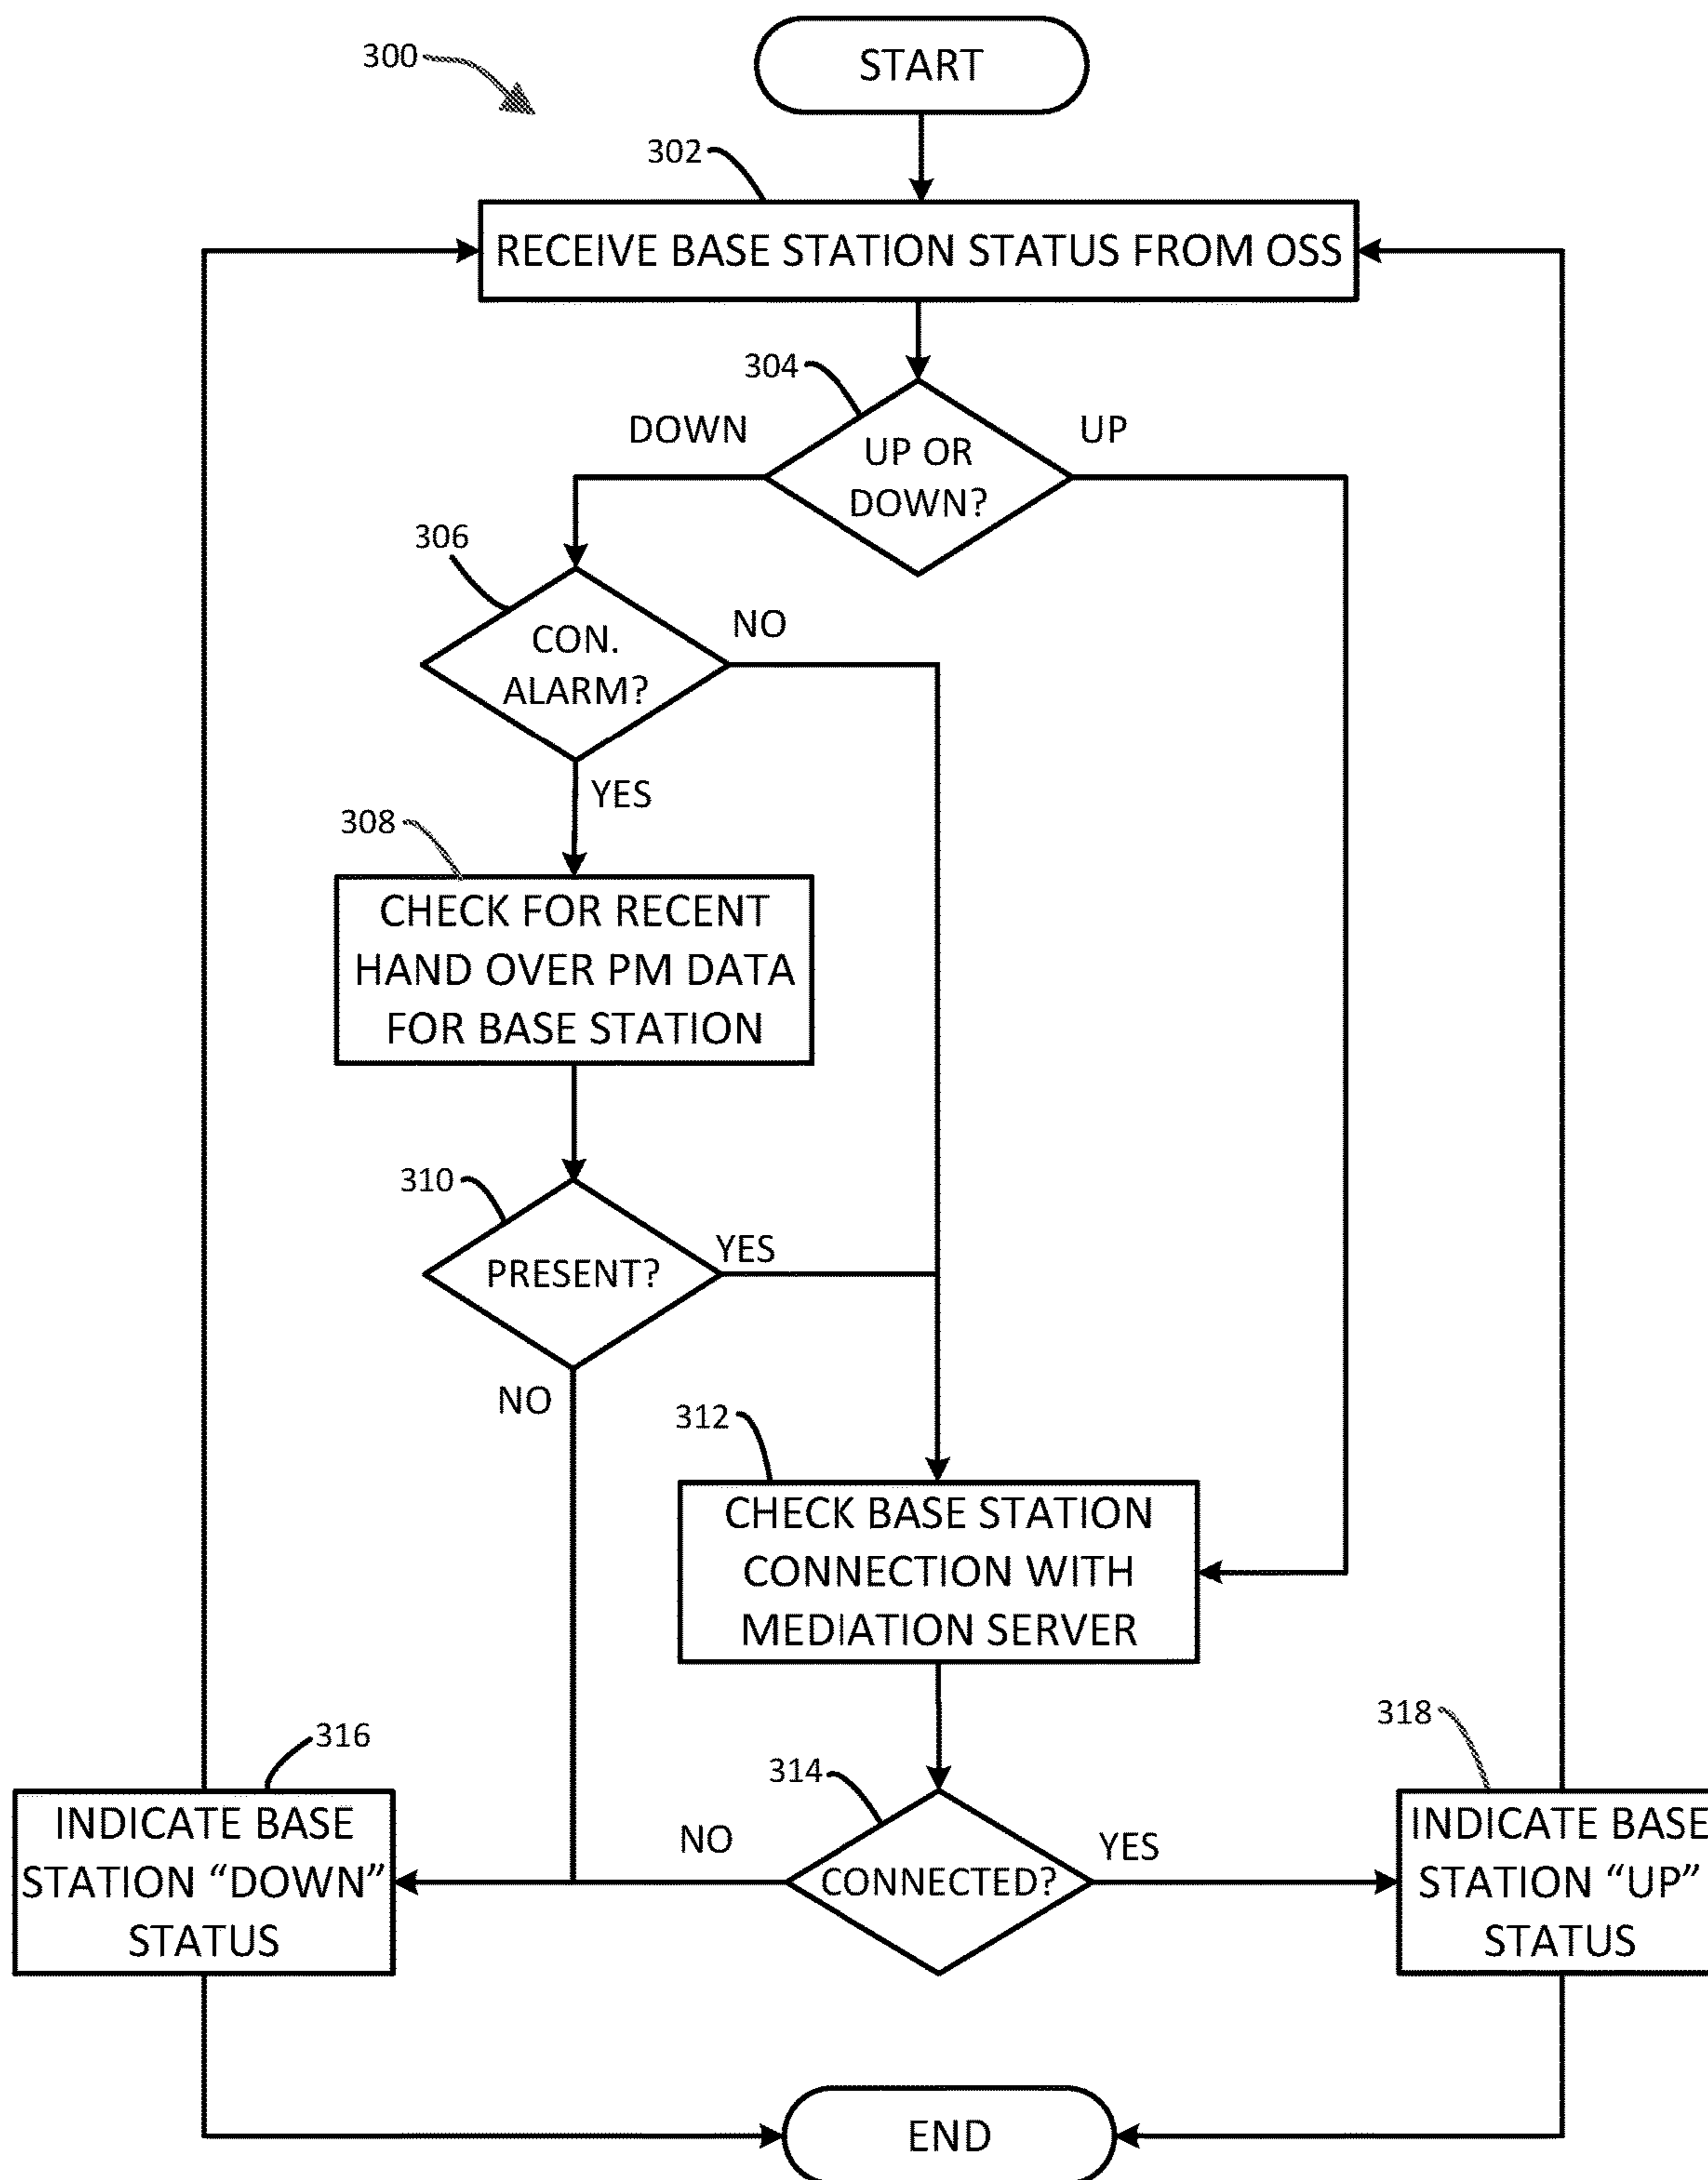 300
START
302
RECEIVE BASE STATION STATUS FROM OSS
304
DOWN
UP
UP OR
DOWN?
306
NO
CON.
ALARM?
YES
308
CHECK FOR RECENT
HAND OVER PM DATA
FOR BASE STATION
310
YES
PRESENT?
NO
312
CHECK BASE STATION
CONNECTION WITH
MEDIATION SERVER
316
318
314
INDICATE BASE
STATION “DOWN”
STATUS
NO
CONNECTED?
YES
INDICATE BASE
STATION “UP”
STATUS
END